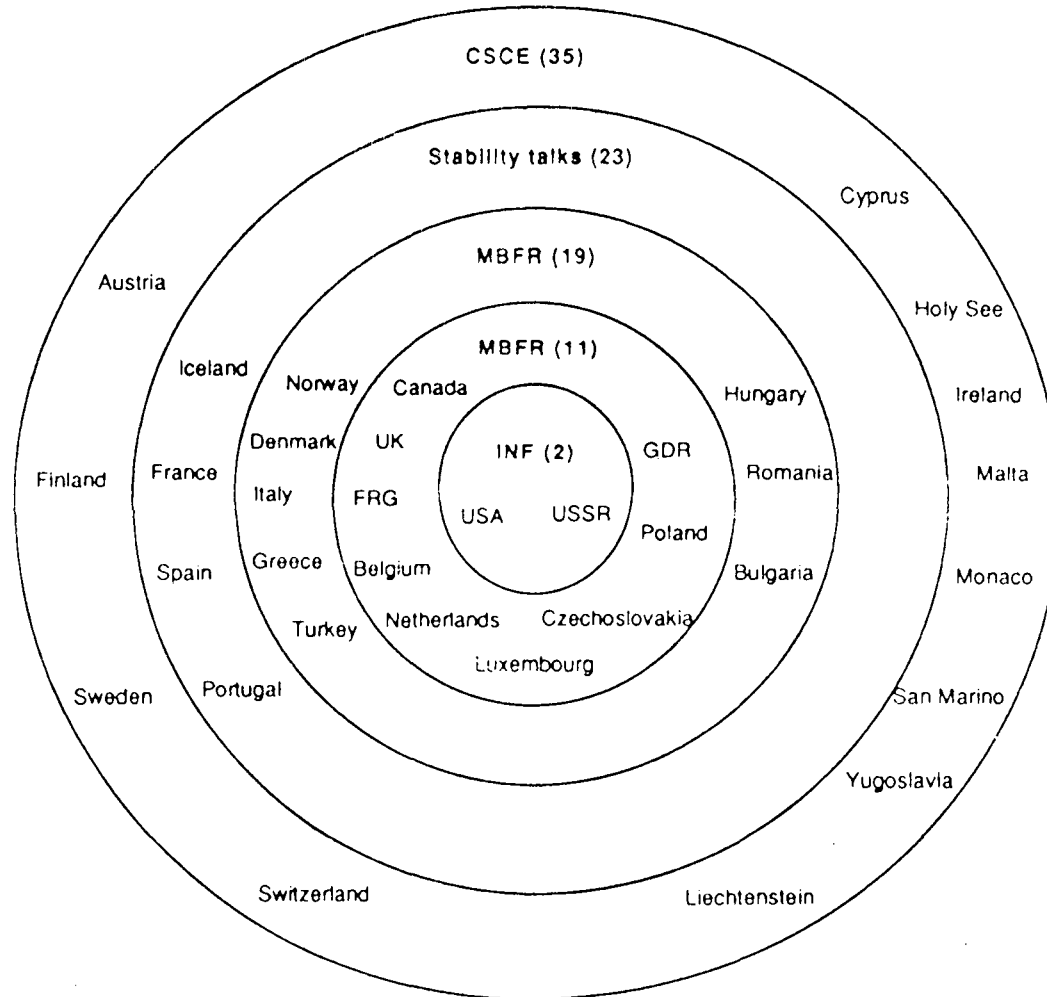 CSCE (35)
Stability talks (23)
Cyprus
MBFR (19)
Austria
Holy See
MBFR (11)
Iceland
Norway
Canada
Hungary
Ireland
Denmark
UK
INF (2)
GDR
Finland
France
Italy
FRG
Romania
Malta
USA
USSR
Poland
Spain
Greece
Belgium
Bulgaria
Monaco
Turkey
Netherlands
Czechoslovakia
Luxembourg
Sweden
Portugal
San Marino
Yugoslavia
Switzerland
Liechtenstein